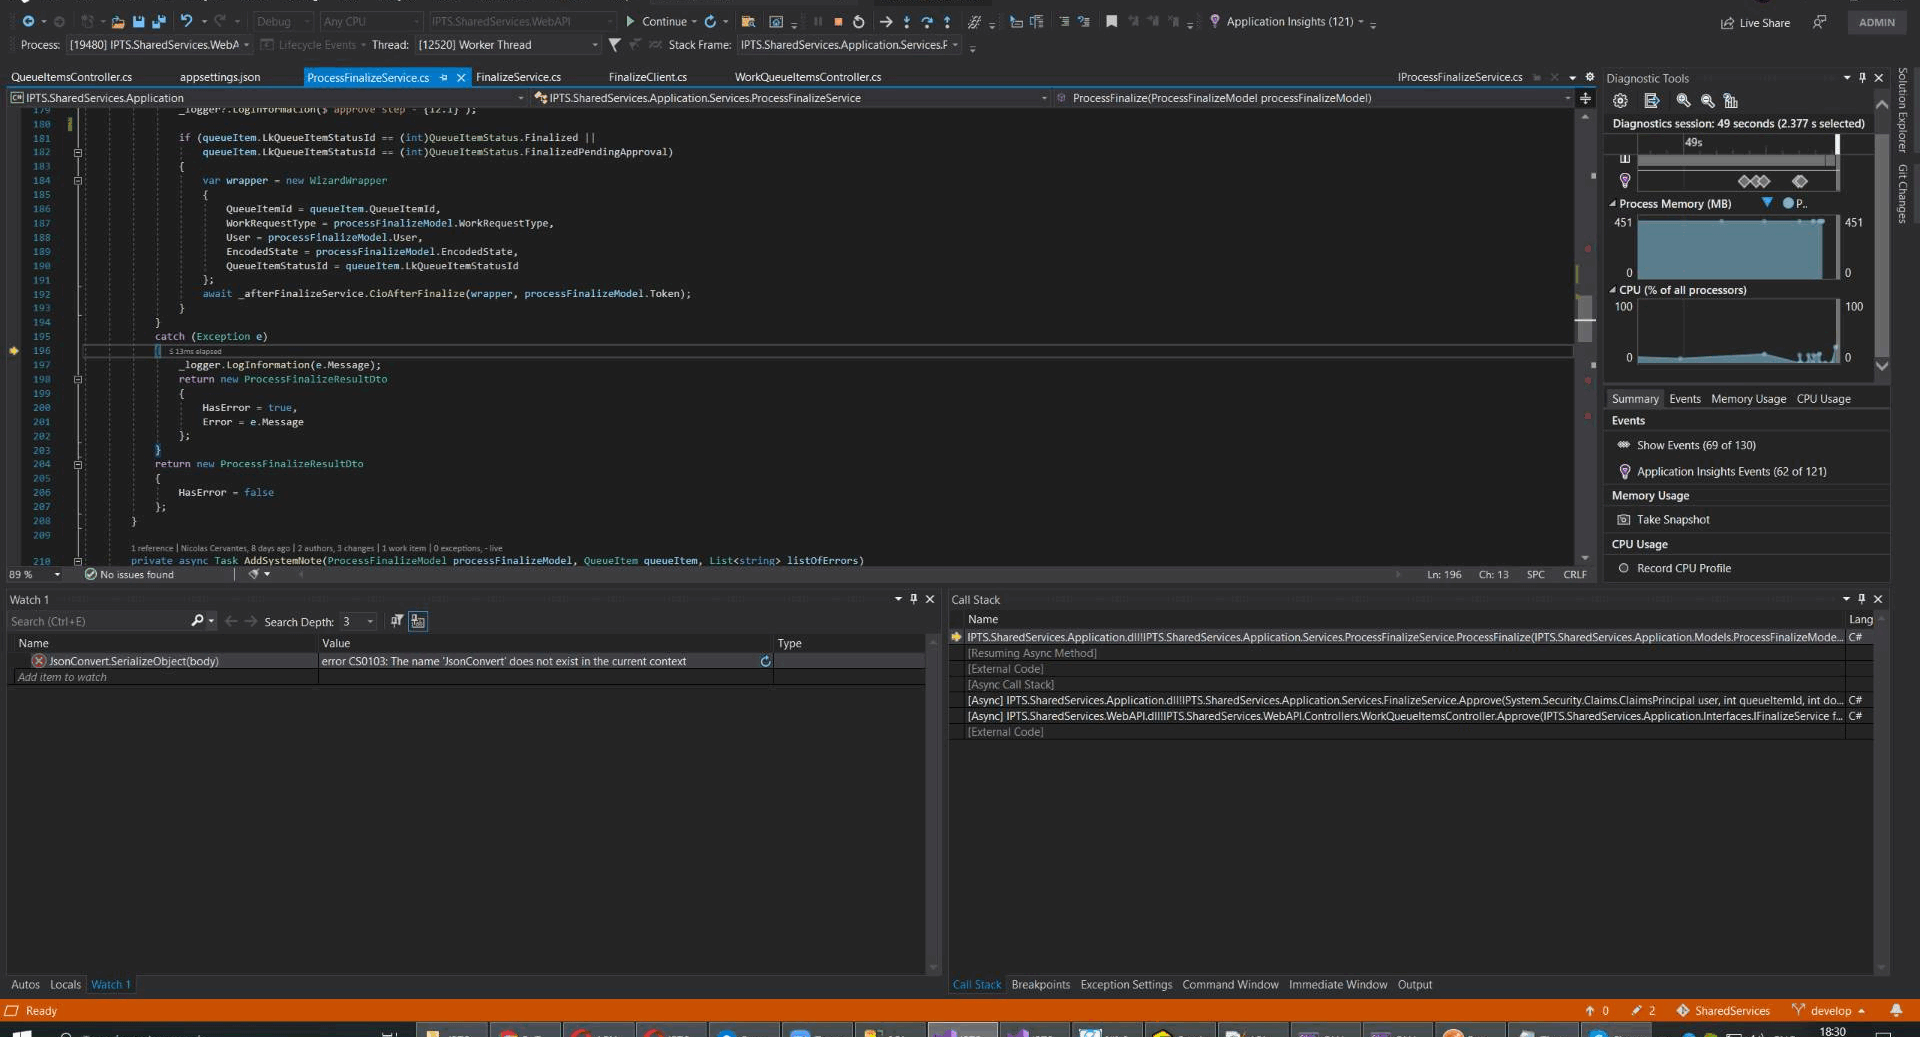 Debug
Any CPU
IPTS.SharedServices.WebAPI
Continue
Application Insights (121)
Live Share
ADMIN
Process: [19480] IPTS.SharedServices.WebA
Lifecycle Events
Thread: [12520] Worker Thread
Stack Frame: IPTS.SharedServices.Application.Services.F
QueueItemsController.cs
appsettings.json
ProcessFinalizeService.cs
FinalizeService.cs
FinalizeClient.cs
WorkQueueItemsController.cs
IProcessFinalizeService.cs
IPTS.SharedServices.Application
IPTS.SharedServices.Application.Services.ProcessFinalizeService
ProcessFinalize(ProcessFinalizeModel processFinalizeModel)
179 _logger?.LogInformation($"approve step - {12.1}");
180
181 if (queueItem.LkQueueItemStatusId == (int)QueueItemStatus.Finalized ||
182 queueItem.LkQueueItemStatusId == (int)QueueItemStatus.FinalizedPendingApproval)
183 {
184 var wrapper = new WizardWrapper
185 {
186 QueueItemId = queueItem.QueueItemId,
187 WorkRequestType = processFinalizeModel.WorkRequestType,
188 User = processFinalizeModel.User,
189 EncodedState = processFinalizeModel.EncodedState,
190 QueueItemStatusId = queueItem.LkQueueItemStatusId
191 };
192 await _afterFinalizeService.CioAfterFinalize(wrapper, processFinalizeModel.Token);
193 }
194 }
195 catch (Exception e)
196 { ≤ 13ms elapsed
197 _logger.LogInformation(e.Message);
198 return new ProcessFinalizeResultDto
199 {
200 HasError = true,
201 Error = e.Message
202 };
203 }
204 return new ProcessFinalizeResultDto
205 {
206 HasError = false
207 };
208 }
209
1 reference | Nicolas Cervantes, 8 days ago | 2 authors, 3 changes | 1 work item | 0 exceptions, - live
210 private async Task AddSystemNote(ProcessFinalizeModel processFinalizeModel, QueueItem queueItem, List<string> listOfErrors)
89 %
No issues found
Ln: 196 Ch: 13 SPC CRLF
Diagnostic Tools
Diagnostics session: 49 seconds (2.377 s selected)
49s
Process Memory (MB)
P..
451 451
0 0
CPU (% of all processors)
100 100
0 0
Summary Events Memory Usage CPU Usage
Events
Show Events (69 of 130)
Application Insights Events (62 of 121)
Memory Usage
Take Snapshot
CPU Usage
Record CPU Profile
Solution Explorer
Git Changes
Watch 1
Search (Ctrl+E)
Search Depth: 3
Name Value Type
JsonConvert.SerializeObject(body) error CS0103: The name 'JsonConvert' does not exist in the current context
Add item to watch
Autos Locals Watch 1
Call Stack
Name Lang
IPTS.SharedServices.Application.dll!IPTS.SharedServices.Application.Services.ProcessFinalizeService.ProcessFinalize(IPTS.SharedServices.Application.Models.ProcessFinalizeMode... C#
[Resuming Async Method]
[External Code]
[Async Call Stack]
[Async] IPTS.SharedServices.Application.dll!IPTS.SharedServices.Application.Services.FinalizeService.Approve(System.Security.Claims.ClaimsPrincipal user, int queueItemId, int do... C#
[Async] IPTS.SharedServices.WebAPI.dll!IPTS.SharedServices.WebAPI.Controllers.WorkQueueItemsController.Approve(IPTS.SharedServices.Application.Interfaces.IFinalizeService f... C#
[External Code]
Call Stack Breakpoints Exception Settings Command Window Immediate Window Output
Ready
0 2 SharedServices develop
18:30